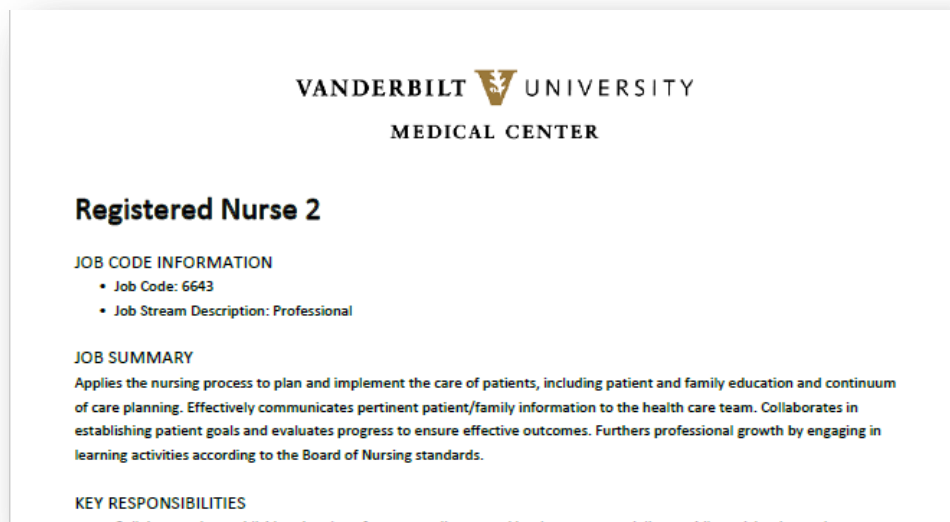 VANDERBILT UNIVERSITY
MEDICAL CENTER
Registered Nurse 2
JOB CODE INFORMATION
• Job Code: 6643
• Job Stream Description: Professional
JOB SUMMARY
Applies the nursing process to plan and implement the care of patients, including patient and family education and continuum
of care planning. Effectively communicates pertinent patient/family information to the health care team. Collaborates in
establishing patient goals and evaluates progress to ensure effective outcomes. Furthers professional growth by engaging in
learning activities according to the Board of Nursing standards.
KEY RESPONSIBILITIES